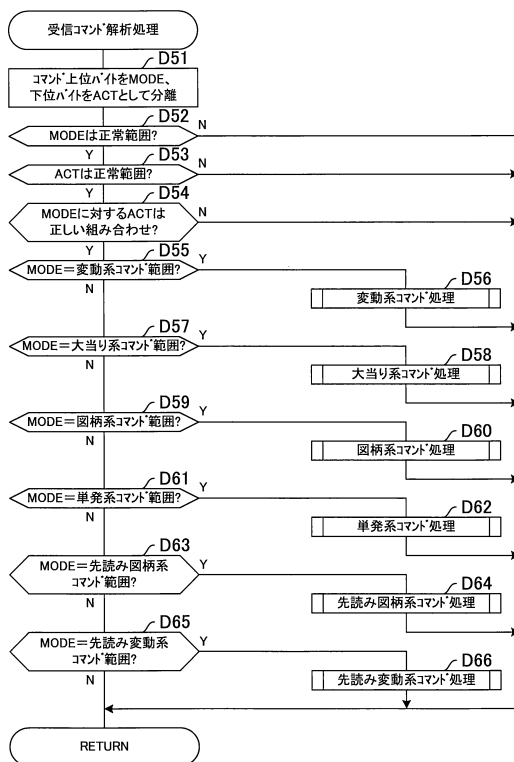 受信コマンド解析処理
D51
コマンド上位バイトをMODE、
下位バイトをACTとして分離
D52
MODEは正常範囲?
N
Y
D53
ACTは正常範囲?
N
Y
D54
MODEに対するACTは
正しい組み合わせ?
N
Y
D55
MODE=変動系コマンド範囲?
Y
N
D56
変動系コマンド処理
D57
MODE=大当り系コマンド範囲?
Y
N
D58
大当り系コマンド処理
D59
MODE=図柄系コマンド範囲?
Y
N
D60
図柄系コマンド処理
D61
MODE=単発系コマンド範囲?
Y
N
D62
単発系コマンド処理
D63
MODE=先読み図柄系
コマンド範囲?
Y
N
D64
先読み図柄系コマンド処理
D65
MODE=先読み変動系
コマンド範囲?
Y
N
D66
先読み変動系コマンド処理
RETURN